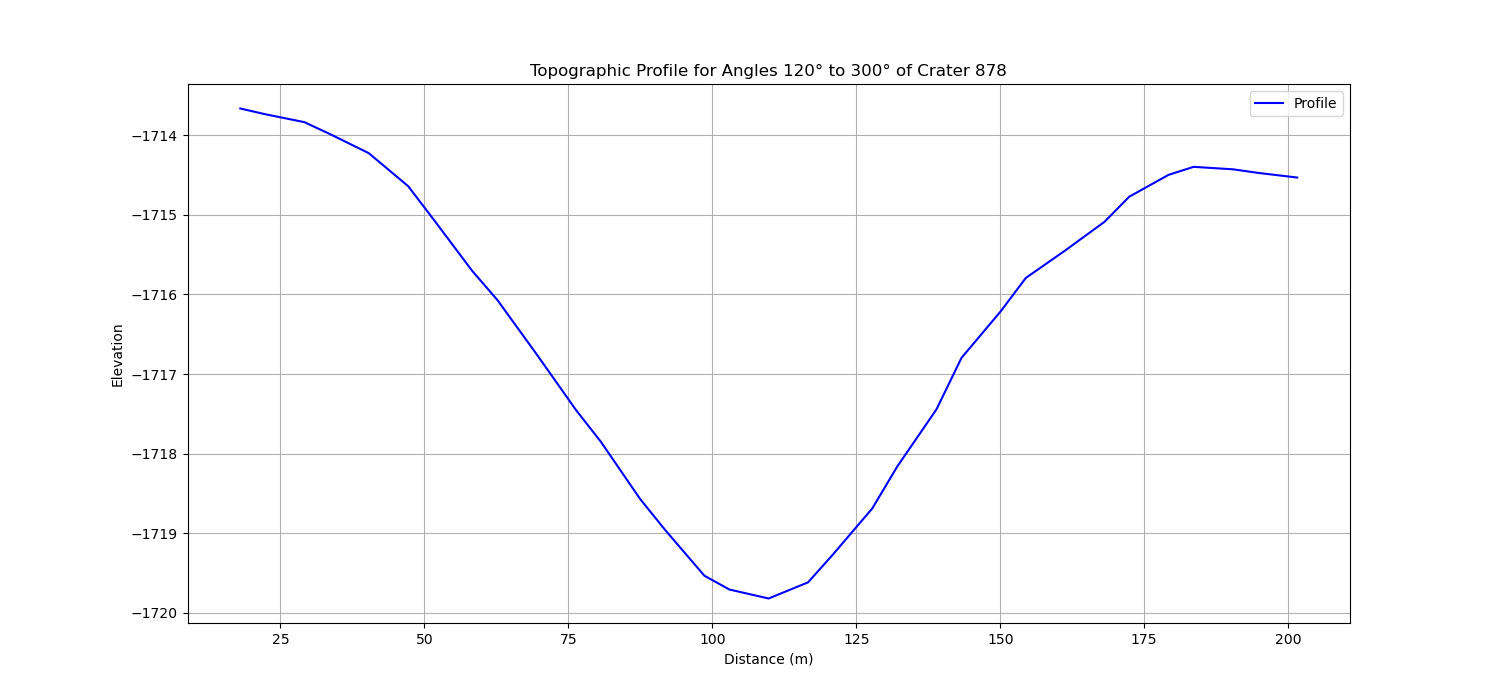 Topographic Profile for Angles 120° to 300° of Crater 878
Profile
Elevation
−1714
−1715
−1716
−1717
−1718
−1719
−1720
25 50 75 100 125 150 175 200
Distance (m)